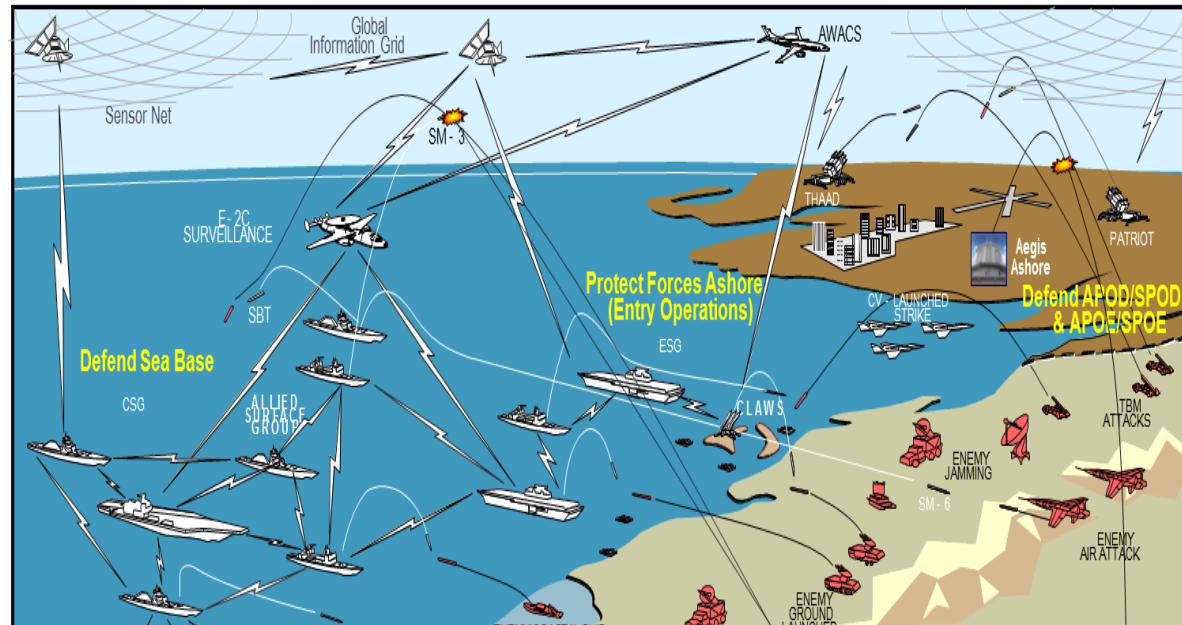 Global
Information Grid
AWACS
Sensor Net
SM - 3
THAAD
E - 2C
SURVEILLANCE
PATRIOT
Aegis
Ashore
Protect Forces Ashore
(Entry Operations)
CV - LAUNCHED
STRIKE
Defend APOD/SPOD
& APOE/SPOE
SBT
ESG
Defend Sea Base
CSG
ALLIED
SURFACE
GROUP
CLAWS
TBM
ATTACKS
ENEMY
JAMMING
SM - 6
ENEMY
AIR ATTACK
ENEMY
GROUND
LAUNCHED